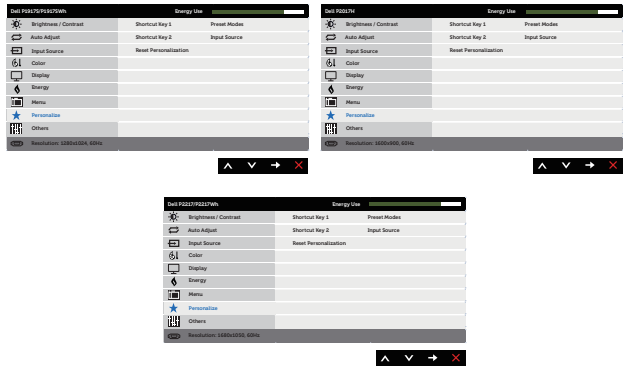 Dell P1917S/P1917SWh Energy Use
Brightness / Contrast Shortcut Key 1 Preset Modes
Auto Adjust Shortcut Key 2 Input Source
Input Source Reset Personalization
Color
Display
Energy
Menu
Personalize
Others
Resolution: 1280x1024, 60Hz
Dell P2017H Energy Use
Brightness / Contrast Shortcut Key 1 Preset Modes
Auto Adjust Shortcut Key 2 Input Source
Input Source Reset Personalization
Color
Display
Energy
Menu
Personalize
Others
Resolution: 1600x900, 60Hz
Dell P2217/P2217Wh Energy Use
Brightness / Contrast Shortcut Key 1 Preset Modes
Auto Adjust Shortcut Key 2 Input Source
Input Source Reset Personalization
Color
Display
Energy
Menu
Personalize
Others
Resolution: 1680x1050, 60Hz